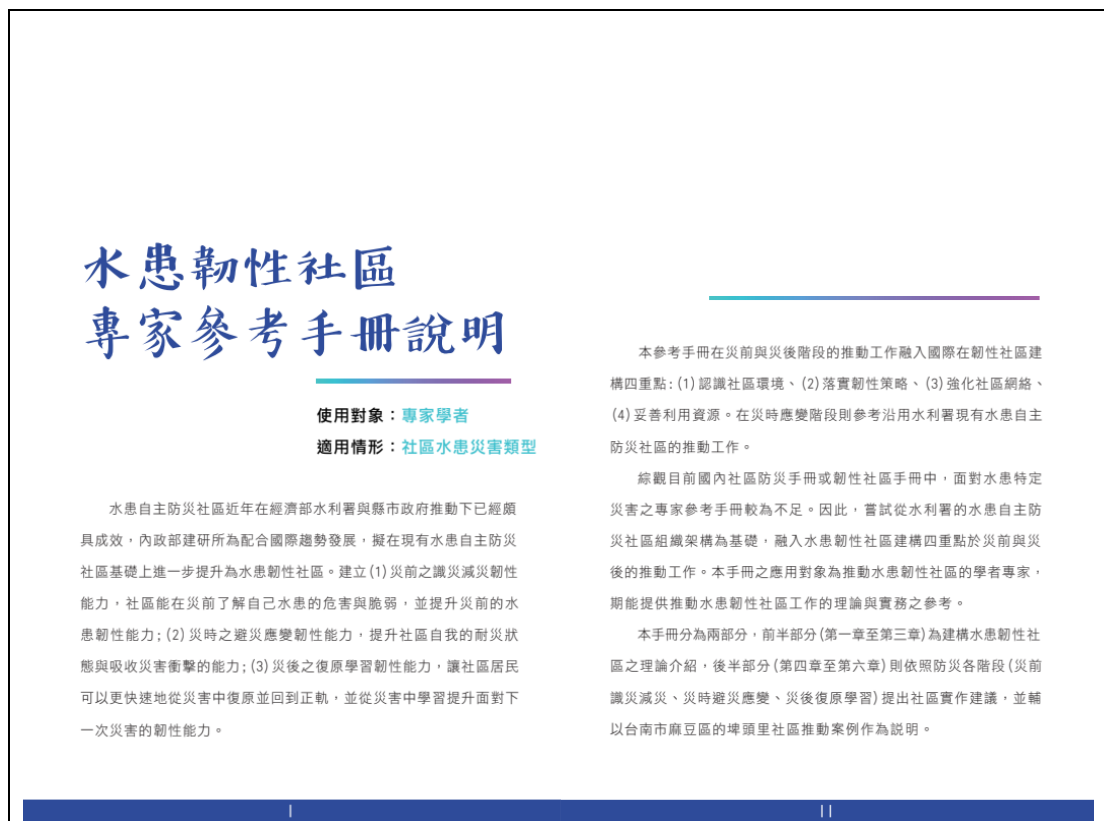 水患韌性社區
專家參考手冊說明
使用對象：專家學者
適用情形：社區水患災害類型
水患自主防災社區近年在經濟部水利署與縣市政府推動下已經頗
具成效，內政部建研所為配合國際趨勢發展，擬在現有水患自主防災
社區基礎上進一步提升為水患韌性社區。建立(1)災前之識災減災韌性
能力，社區能在災前了解自己水患的危害與脆弱，並提升災前的水
患韌性能力；(2)災時之避災應變韌性能力，提升社區自我的耐災狀
態與吸收災害衝擊的能力；(3)災後之復原學習韌性能力，讓社區居民
可以更快速地從災害中復原並回到正軌，並從災害中學習提升面對下
一次災害的韌性能力。
I
本參考手冊在災前與災後階段的推動工作融入國際在韌性社區建
構四重點：(1)認識社區環境、(2)落實韌性策略、(3)強化社區網絡、
(4)妥善利用資源。在災時應變階段則參考沿用水利署現有水患自主
防災社區的推動工作。
綜觀目前國內社區防災手冊或韌性社區手冊中，面對水患特定
災害之專家參考手冊較為不足。因此，嘗試從水利署的水患自主防
災社區組織架構為基礎，融入水患韌性社區建構四重點於災前與災
後的推動工作。本手冊之應用對象為推動水患韌性社區的學者專家，
期能提供推動水患韌性社區工作的理論與實務之參考。
本手冊分為兩部分，前半部分(第一章至第三章)為建構水患韌性社
區之理論介紹，後半部分(第四章至第六章)則依照防災各階段(災前
識災減災、災時避災應變、災後復原學習)提出社區實作建議，並輔
以台南市麻豆區的埤頭里社區推動案例作為說明。
II